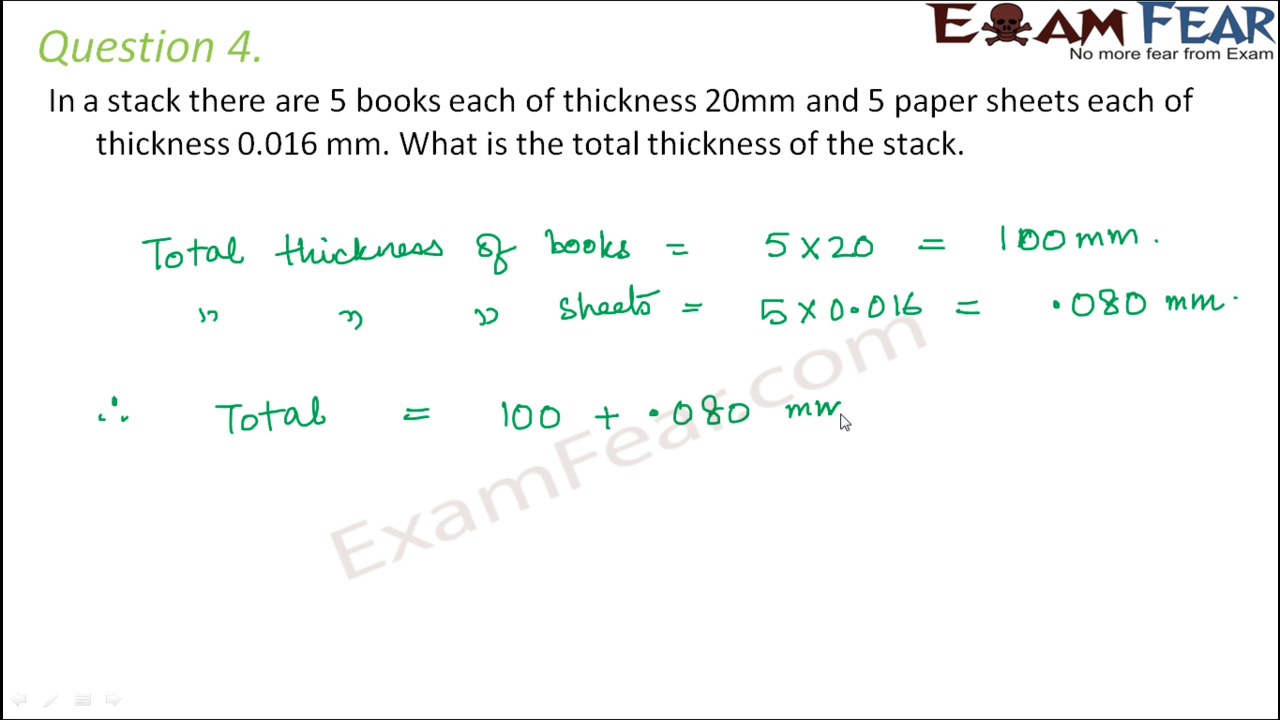 EXAM FEAR
No more fear from Exam
Question 4.
In a stack there are 5 books each of thickness 20mm and 5 paper sheets each of
thickness 0.016 mm. What is the total thickness of the stack.
Total thickness of books = 5 × 20 = 100 mm.
" " " sheets = 5 × 0.016 = .080 mm.
∴ Total = 100 + .080 mm
ExamFear.com